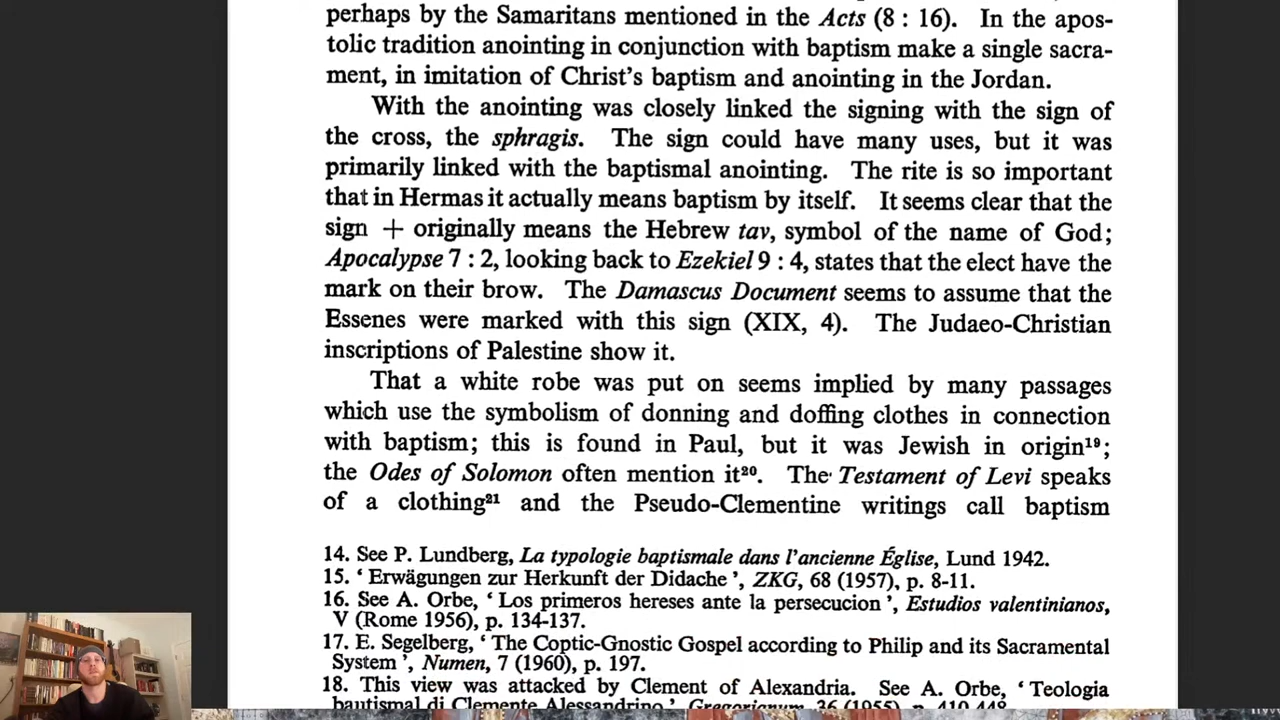 perhaps by the Samaritans mentioned in the Acts (8 : 16). In the apos-
tolic tradition anointing in conjunction with baptism make a single sacra-
ment, in imitation of Christ's baptism and anointing in the Jordan.
With the anointing was closely linked the signing with the sign of
the cross, the sphragis. The sign could have many uses, but it was
primarily linked with the baptismal anointing. The rite is so important
that in Hermas it actually means baptism by itself. It seems clear that the
sign + originally means the Hebrew tav, symbol of the name of God;
Apocalypse 7 : 2, looking back to Ezekiel 9 : 4, states that the elect have the
mark on their brow. The Damascus Document seems to assume that the
Essenes were marked with this sign (XIX, 4). The Judaeo-Christian
inscriptions of Palestine show it.
That a white robe was put on seems implied by many passages
which use the symbolism of donning and doffing clothes in connection
with baptism; this is found in Paul, but it was Jewish in origin¹⁹;
the Odes of Solomon often mention it²⁰. The Testament of Levi speaks
of a clothing²¹ and the Pseudo-Clementine writings call baptism
14. See P. Lundberg, La typologie baptismale dans l'ancienne Église, Lund 1942.
15. ' Erwägungen zur Herkunft der Didache ', ZKG, 68 (1957), p. 8-11.
16. See A. Orbe, ' Los primeros hereses ante la persecucion ', Estudios valentinianos,
V (Rome 1956), p. 134-137.
17. E. Segelberg, ' The Coptic-Gnostic Gospel according to Philip and its Sacramental
System ', Numen, 7 (1960), p. 197.
18. This view was attacked by Clement of Alexandria. See A. Orbe, ' Teologia
bautismal di Clemente Alessandrino ', Gregorianum, 36 (1955), p. 410-448